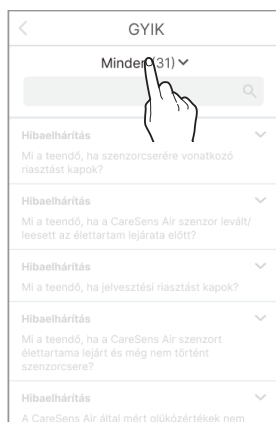 GYIK
Minden (31)
Hibaelhárítás
Mi a teendő, ha szenzorcserére vonatkozó
riasztást kapok?
Hibaelhárítás
Mi a teendő, ha a CareSens Air szenzor levált/
leesett az élettartam lejárata előtt?
Hibaelhárítás
Mi a teendő, ha jelvesztési riasztást kapok?
Hibaelhárítás
Mi a teendő, ha a CareSens Air szenzort
élettartama lejárt és még nem történt
szenzorcsere?
Hibaelhárítás
A CareSens Air által mért glükózértékek nem